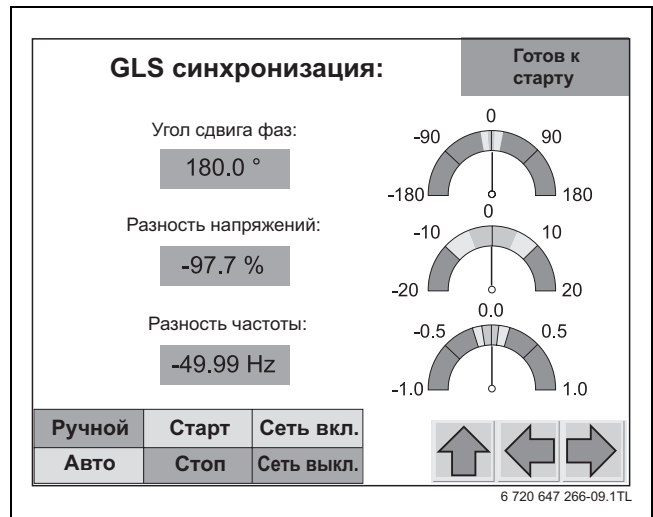 GLS синхронизация:
Готов к
старту
Угол сдвига фаз:
180.0 °
-90
0
90
-180
180
Разность напряжений:
-97.7 %
-10
0
10
-20
20
Разность частоты:
-49.99 Hz
-0.5
0.0
0.5
-1.0
1.0
Ручной Старт Сеть вкл.
Авто Стоп Сеть выкл.
6 720 647 266-09.1TL